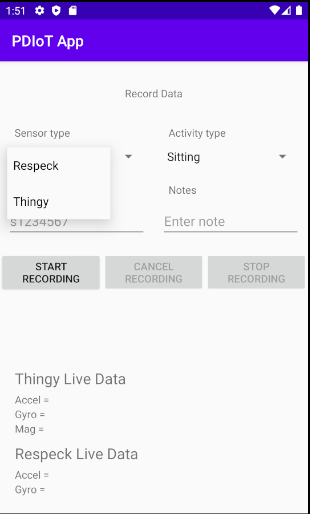 1:51
PDIoT App
Record Data
Sensor type
Activity type
Respeck
Sitting
Thingy
Notes
s1234567
Enter note
START RECORDING
CANCEL RECORDING
STOP RECORDING
Thingy Live Data
Accel =
Gyro =
Mag =
Respeck Live Data
Accel =
Gyro =